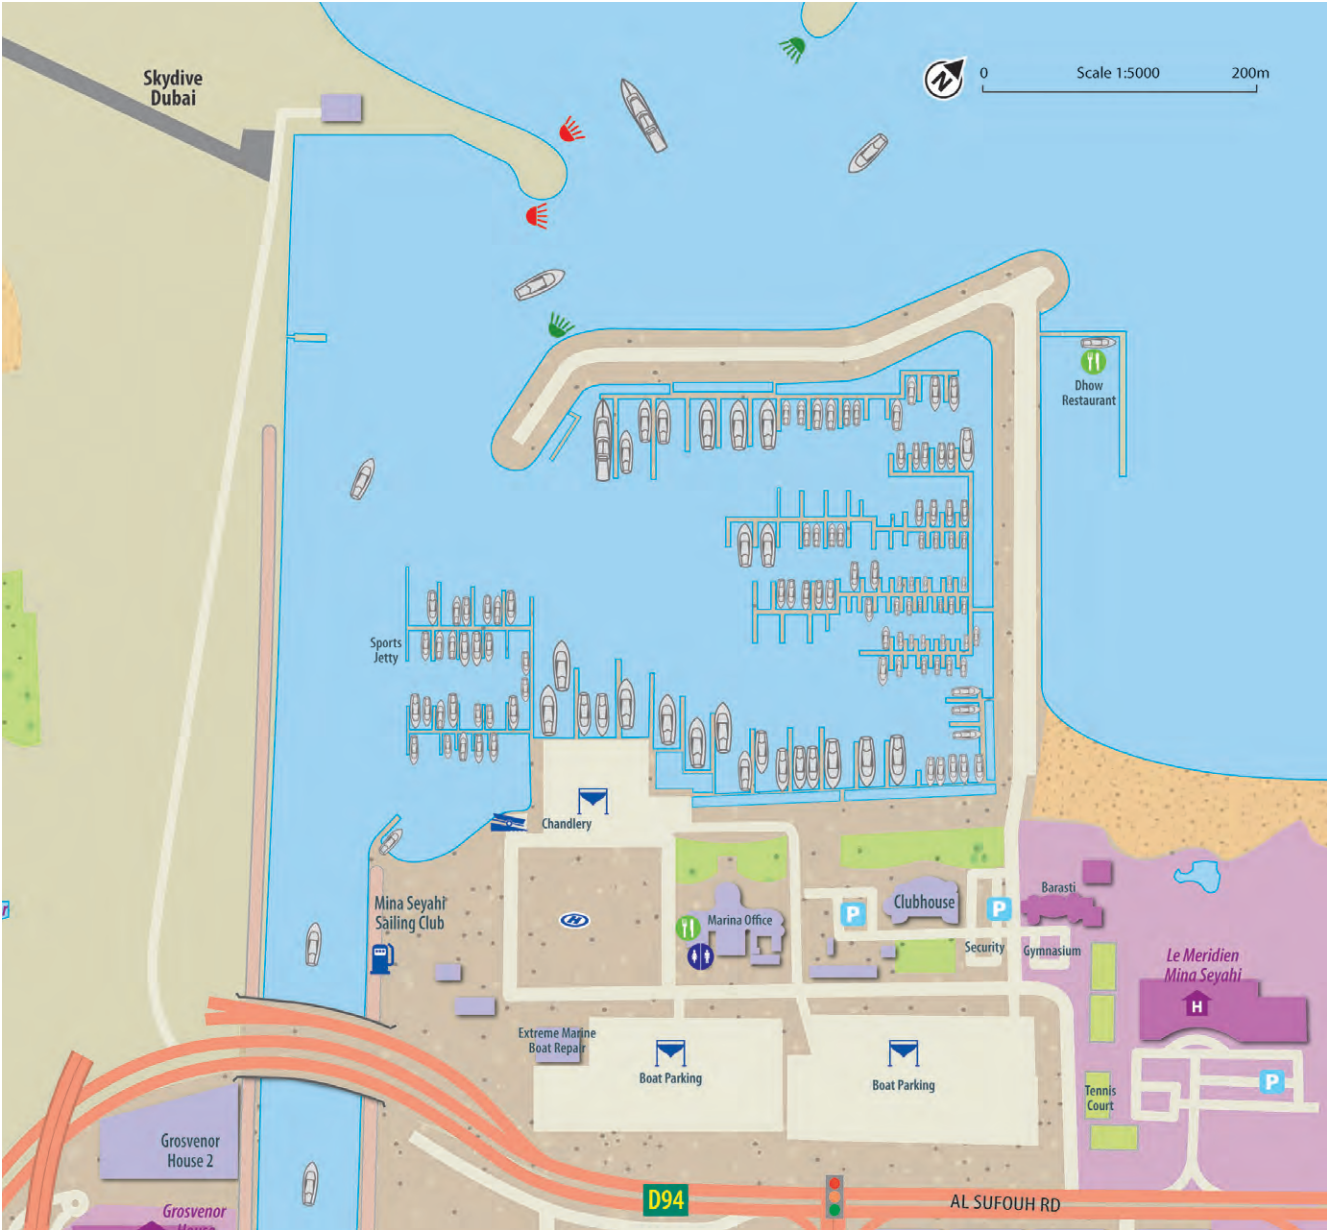 Skydive
Dubai
N
0 Scale 1:5000 200m
Dhow
Restaurant
Sports
Jetty
Chandlery
Mina Seyahi
Sailing Club
H
Marina Office
P
Clubhouse
P
Barasti
Security
Gymnasium
Le Meridien
Mina Seyahi
H
Extreme Marine
Boat Repair
Boat Parking
Boat Parking
Tennis
Court
P
Grosvenor
House 2
Grosvenor
House
D94
AL SUFOUH RD
r